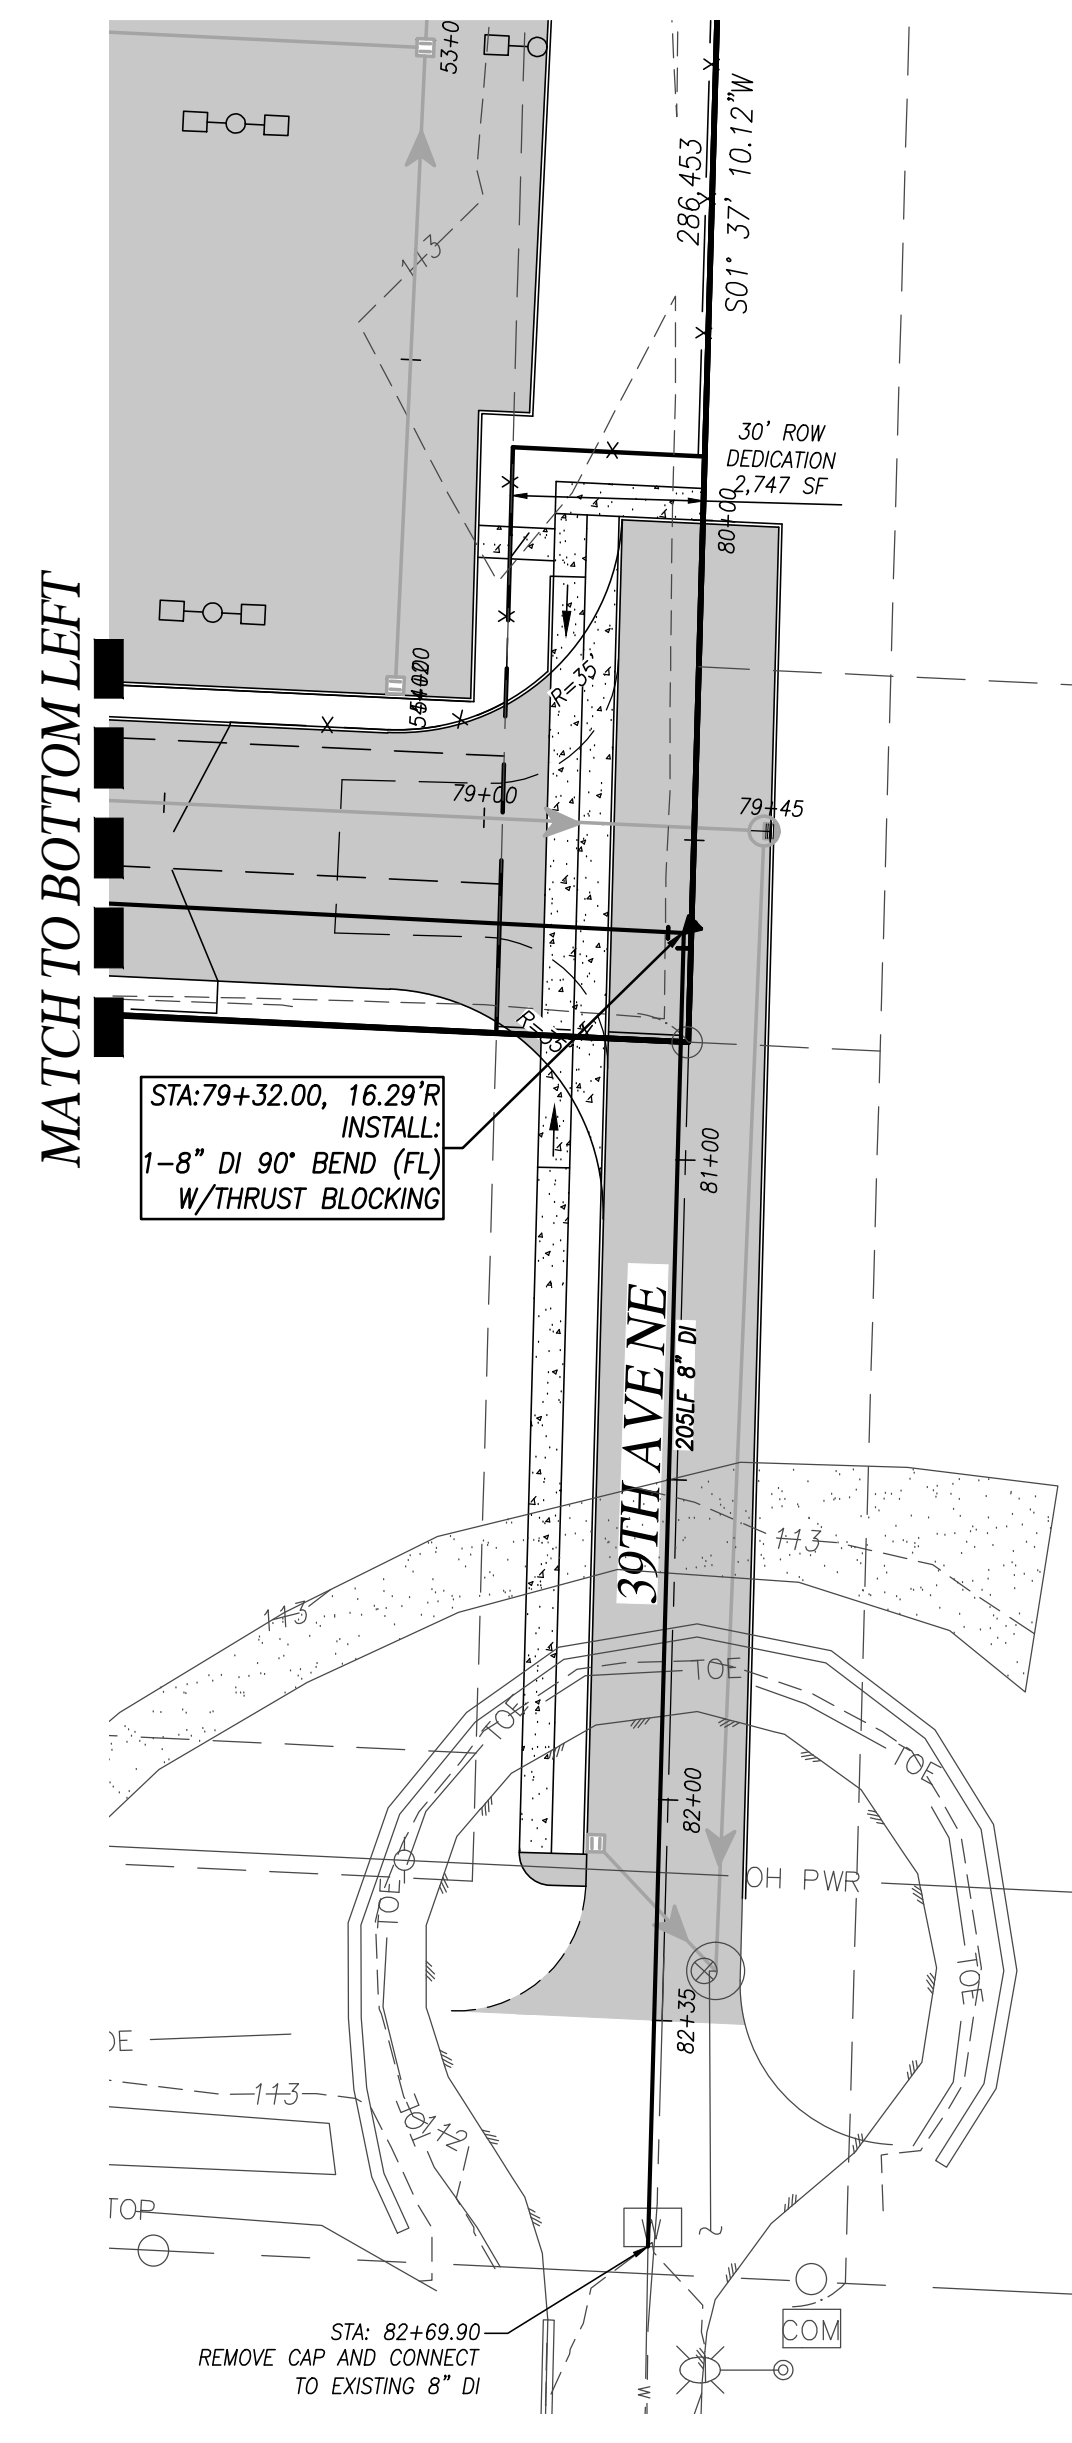 53+0
143
286,453
S01° 37' 10.12"W
30' ROW
DEDICATION
2,747 SF
80+00
MATCH TO BOTTOM LEFT
R=35'
79+00
79+45
STA:79+32.00, 16.29'R
INSTALL:
1-8" DI 90° BEND (FL)
W/THRUST BLOCKING
81+00
39TH AVE NE
205LF 8" DI
113
113
TOE
TOE
TOE
82+00
OH PWR
TOE
TOE
82+35
113
TOE
112
TOP
COM
STA: 82+69.90
REMOVE CAP AND CONNECT
TO EXISTING 8" DI
W